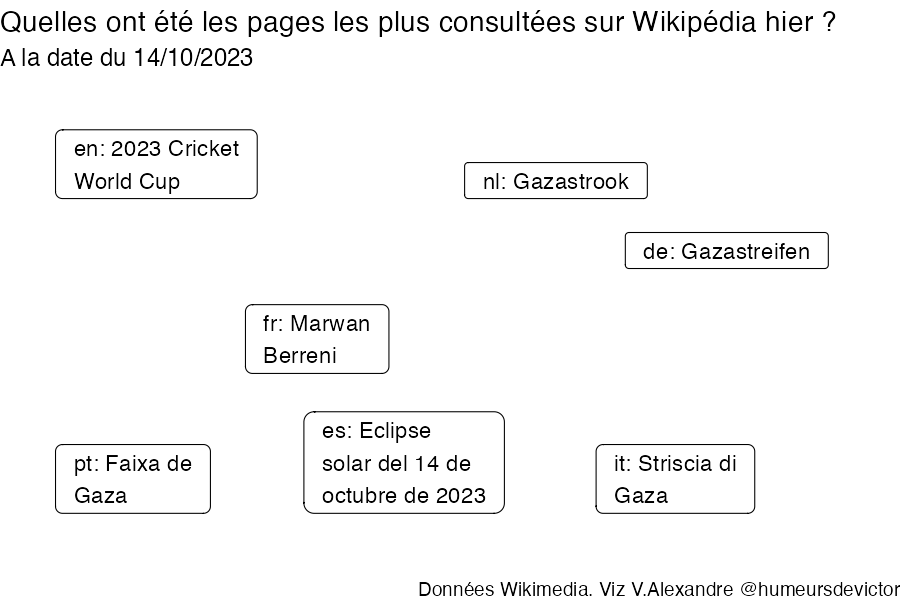 Quelles ont été les pages les plus consultées sur Wikipédia hier ?
A la date du 14/10/2023
en: 2023 Cricket
World Cup
nl: Gazastrook
de: Gazastreifen
fr: Marwan
Berreni
es: Eclipse
solar del 14 de
octubre de 2023
pt: Faixa de
Gaza
it: Striscia di
Gaza
Données Wikimedia. Viz V.Alexandre @humeursdevictor